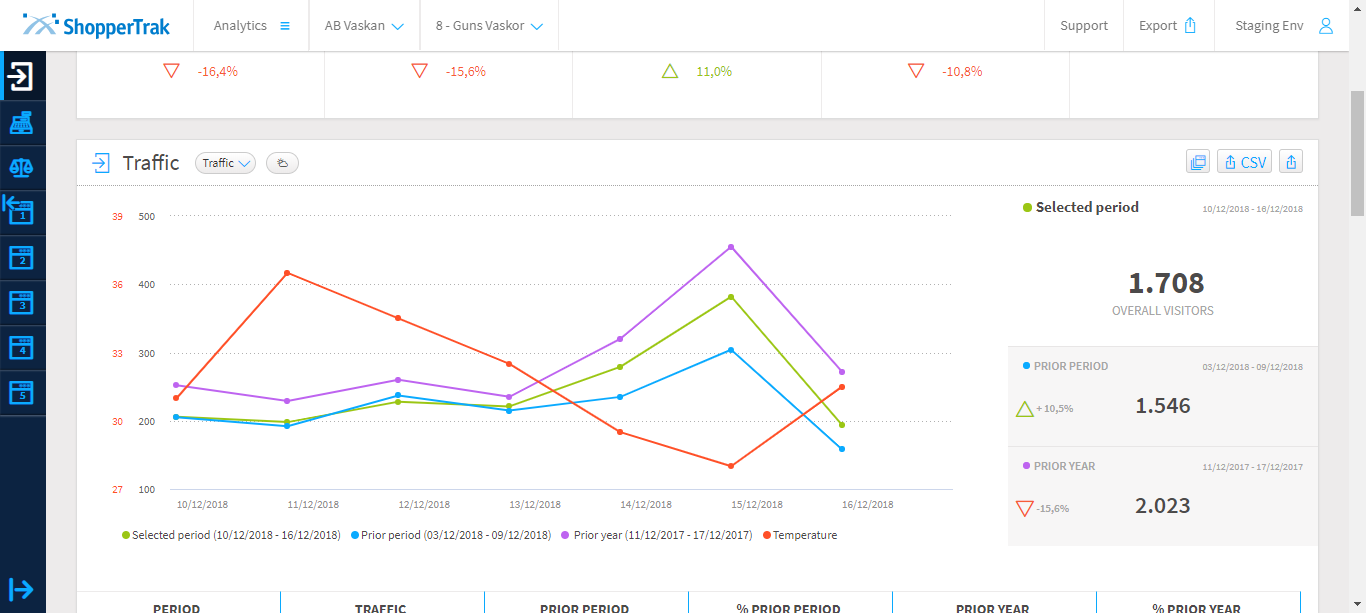 ShopperTrak Analytics AB Vaskan 8 - Guns Vaskor Support Export Staging Env
-16,4% -15,6% 11,0% -10,8%
Traffic Traffic CSV
39 500
36 400
33 300
30 200
27 100
10/12/2018 11/12/2018 12/12/2018 13/12/2018 14/12/2018 15/12/2018 16/12/2018
Selected period (10/12/2018 - 16/12/2018) Prior period (03/12/2018 - 09/12/2018) Prior year (11/12/2017 - 17/12/2017) Temperature
Selected period 10/12/2018 - 16/12/2018
1.708
OVERALL VISITORS
PRIOR PERIOD 03/12/2018 - 09/12/2018
+ 10,5% 1.546
PRIOR YEAR 11/12/2017 - 17/12/2017
-15,6% 2.023
1
2
3
4
5
PERIOD TRAFFIC PRIOR PERIOD % PRIOR PERIOD PRIOR YEAR % PRIOR YEAR